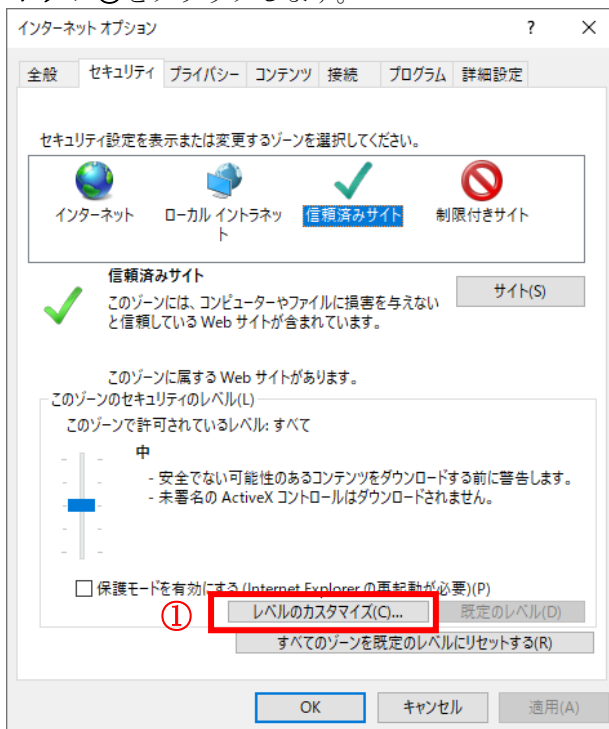 ①をクリックします。
インターネット オプション ? ×
全般 セキュリティ プライバシー コンテンツ 接続 プログラム 詳細設定
セキュリティ設定を表示または変更するゾーンを選択してください。
インターネット ローカル イントラネット 信頼済みサイト 制限付きサイト
信頼済みサイト
サイト(S)
このゾーンには、コンピューターやファイルに損害を与えない
と信頼している Web サイトが含まれています。
このゾーンに属する Web サイトがあります。
このゾーンのセキュリティのレベル(L)
このゾーンで許可されているレベル: すべて
中
- 安全でない可能性のあるコンテンツをダウンロードする前に警告します。
- 未署名の ActiveX コントロールはダウンロードされません。
保護モードを有効にする (Internet Explorer の再起動が必要)(P)
① レベルのカスタマイズ(C)... 既定のレベル(D)
すべてのゾーンを既定のレベルにリセットする(R)
OK キャンセル 適用(A)